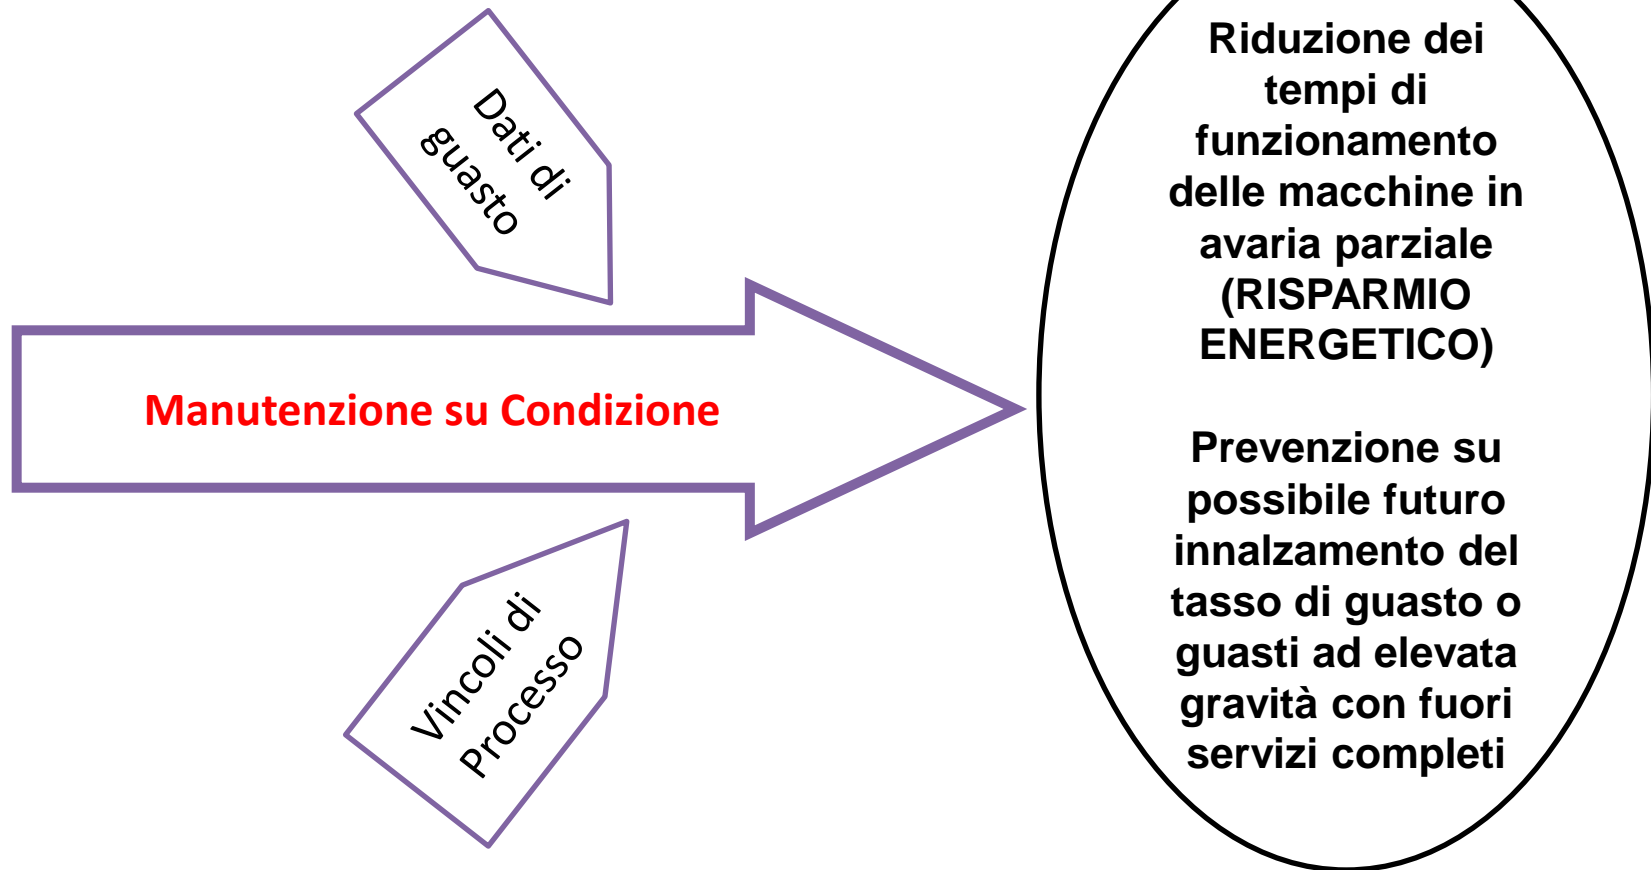 Dati di
guasto
Manutenzione su Condizione
Vincoli di
Processo
Riduzione dei
tempi di
funzionamento
delle macchine in
avaria parziale
(RISPARMIO
ENERGETICO)
Prevenzione su
possibile futuro
innalzamento del
tasso di guasto o
guasti ad elevata
gravità con fuori
servizi completi